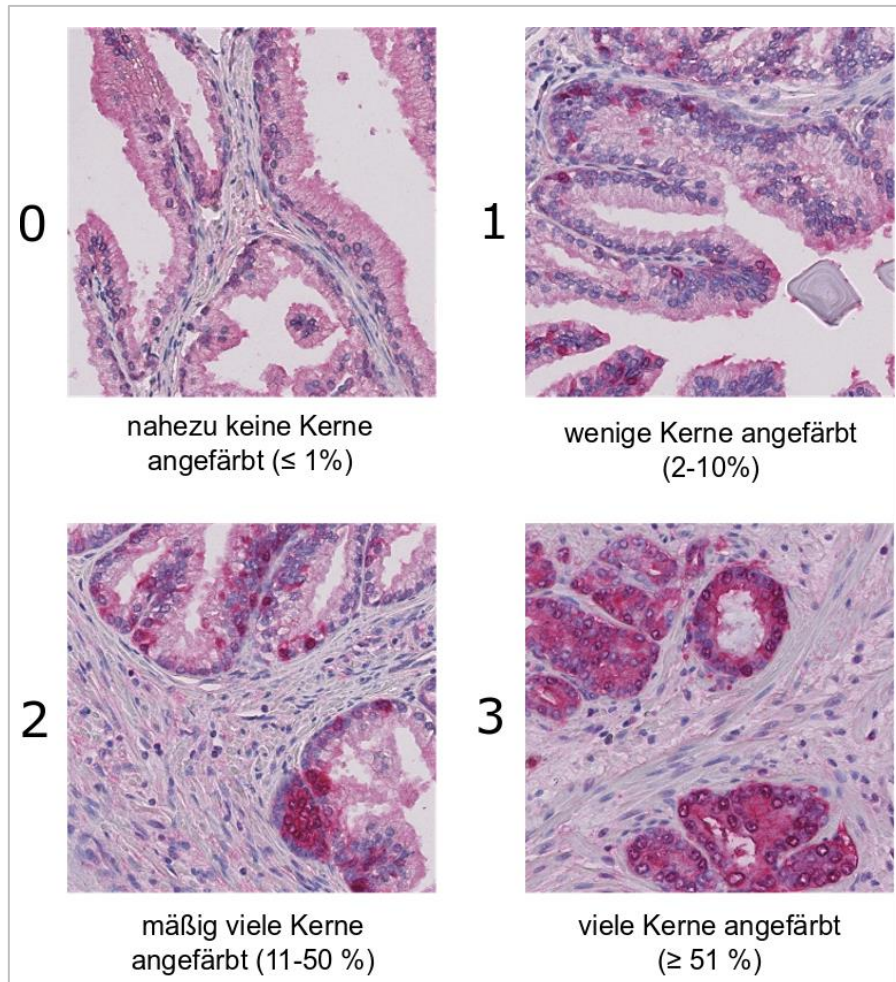 0
nahezu keine Kerne
angefärbt (≤ 1%)
1
wenige Kerne angefärbt
(2-10%)
2
mäßig viele Kerne
angefärbt (11-50 %)
3
viele Kerne angefärbt
(≥ 51 %)